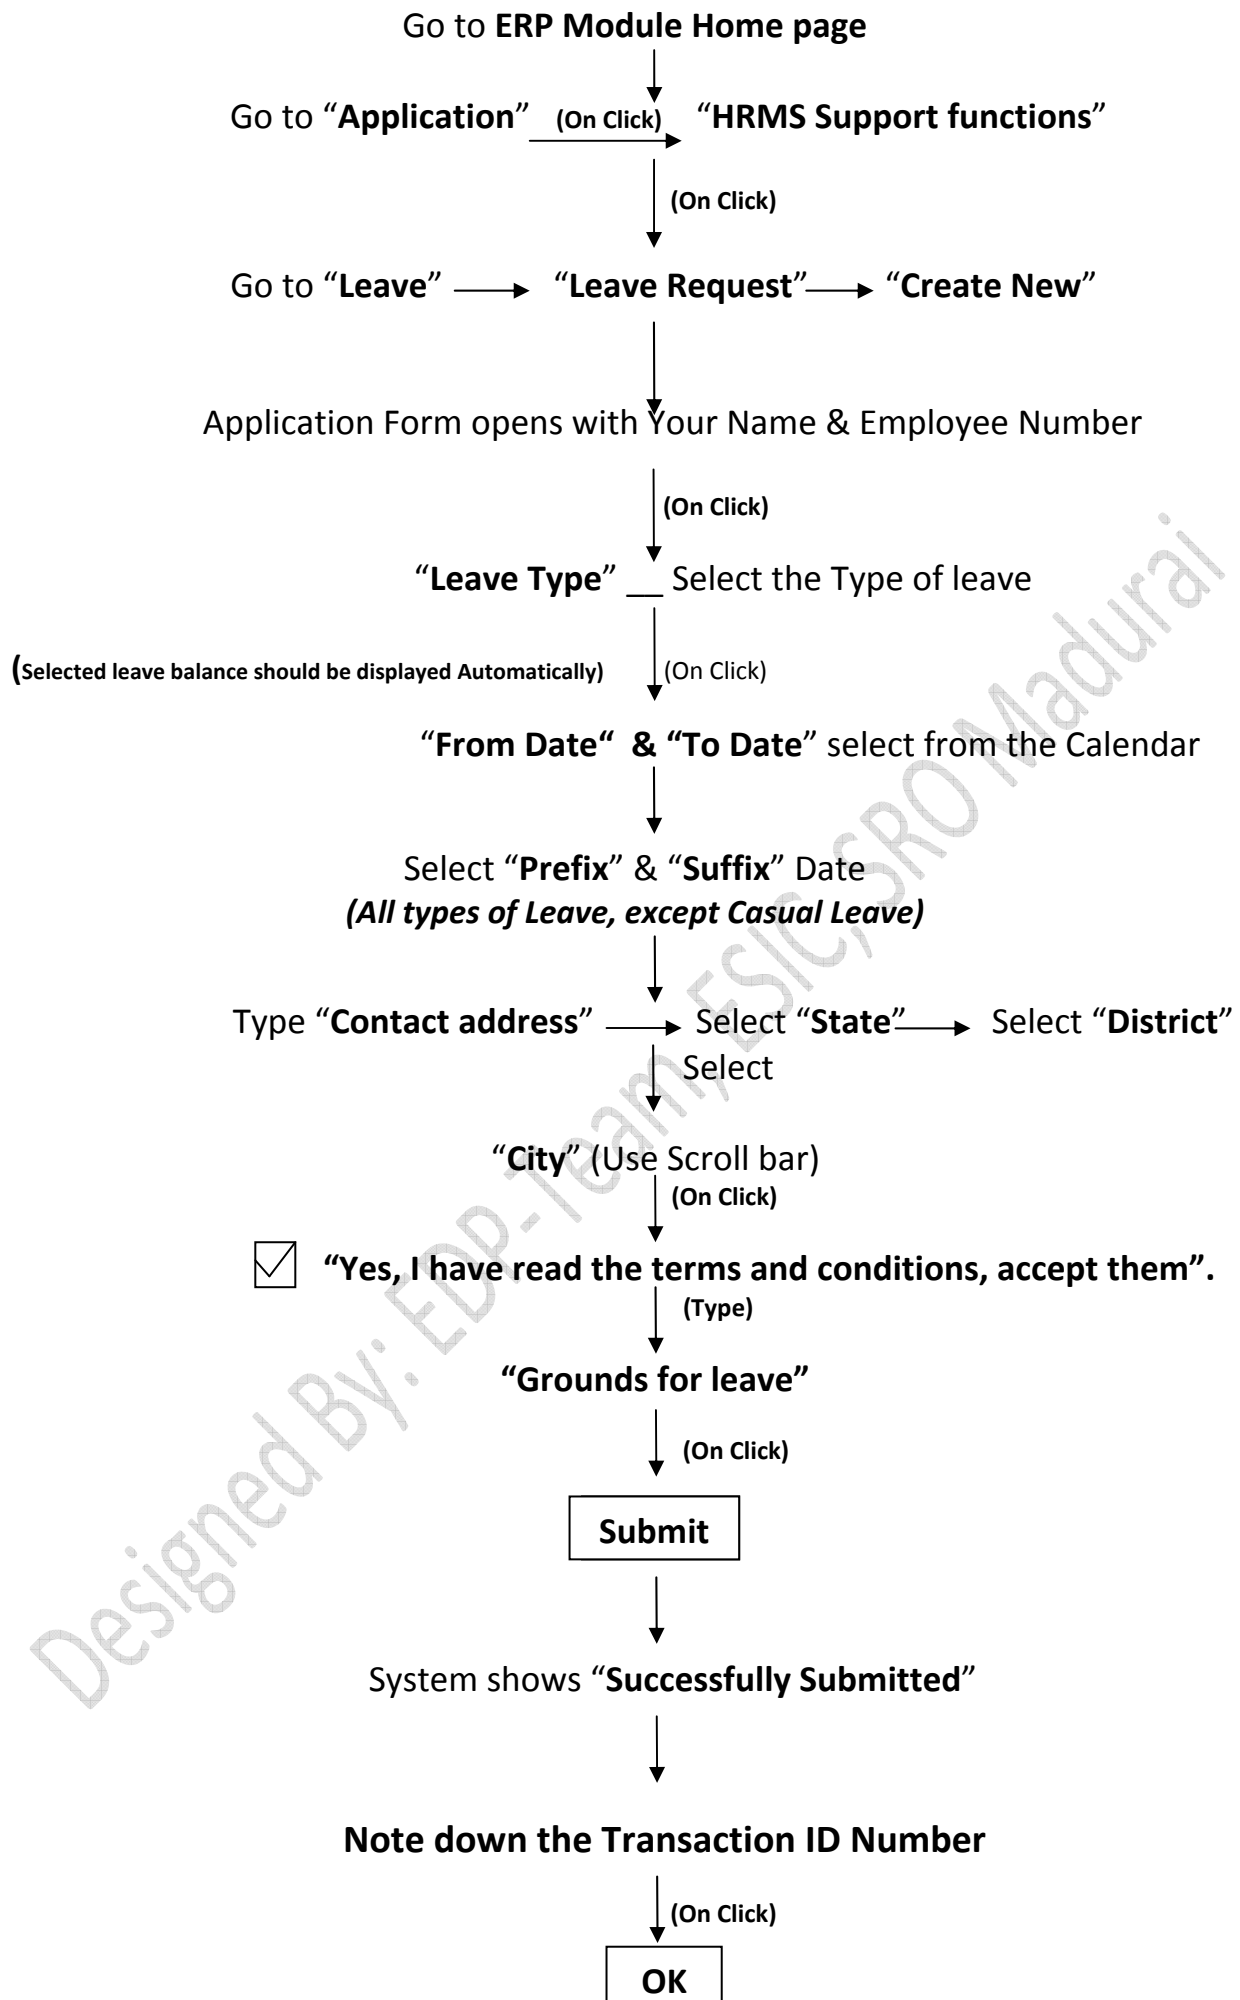 Go to ERP Module Home page
Go to “Application” (On Click) “HRMS Support functions”
(On Click)
Go to “Leave” “Leave Request” “Create New”
Application Form opens with Your Name & Employee Number
(On Click)
“Leave Type” __ Select the Type of leave
(Selected leave balance should be displayed Automatically) (On Click)
“From Date“ & “To Date” select from the Calendar
Select “Prefix” & “Suffix” Date
(All types of Leave, except Casual Leave)
Type “Contact address” Select “State” Select “District”
Select
“City” (Use Scroll bar)
(On Click)
“Yes, I have read the terms and conditions, accept them”.
(Type)
“Grounds for leave”
(On Click)
Submit
System shows “Successfully Submitted”
Note down the Transaction ID Number
(On Click)
OK
Designed By: EDP-Team, ESIC, SRO Madurai